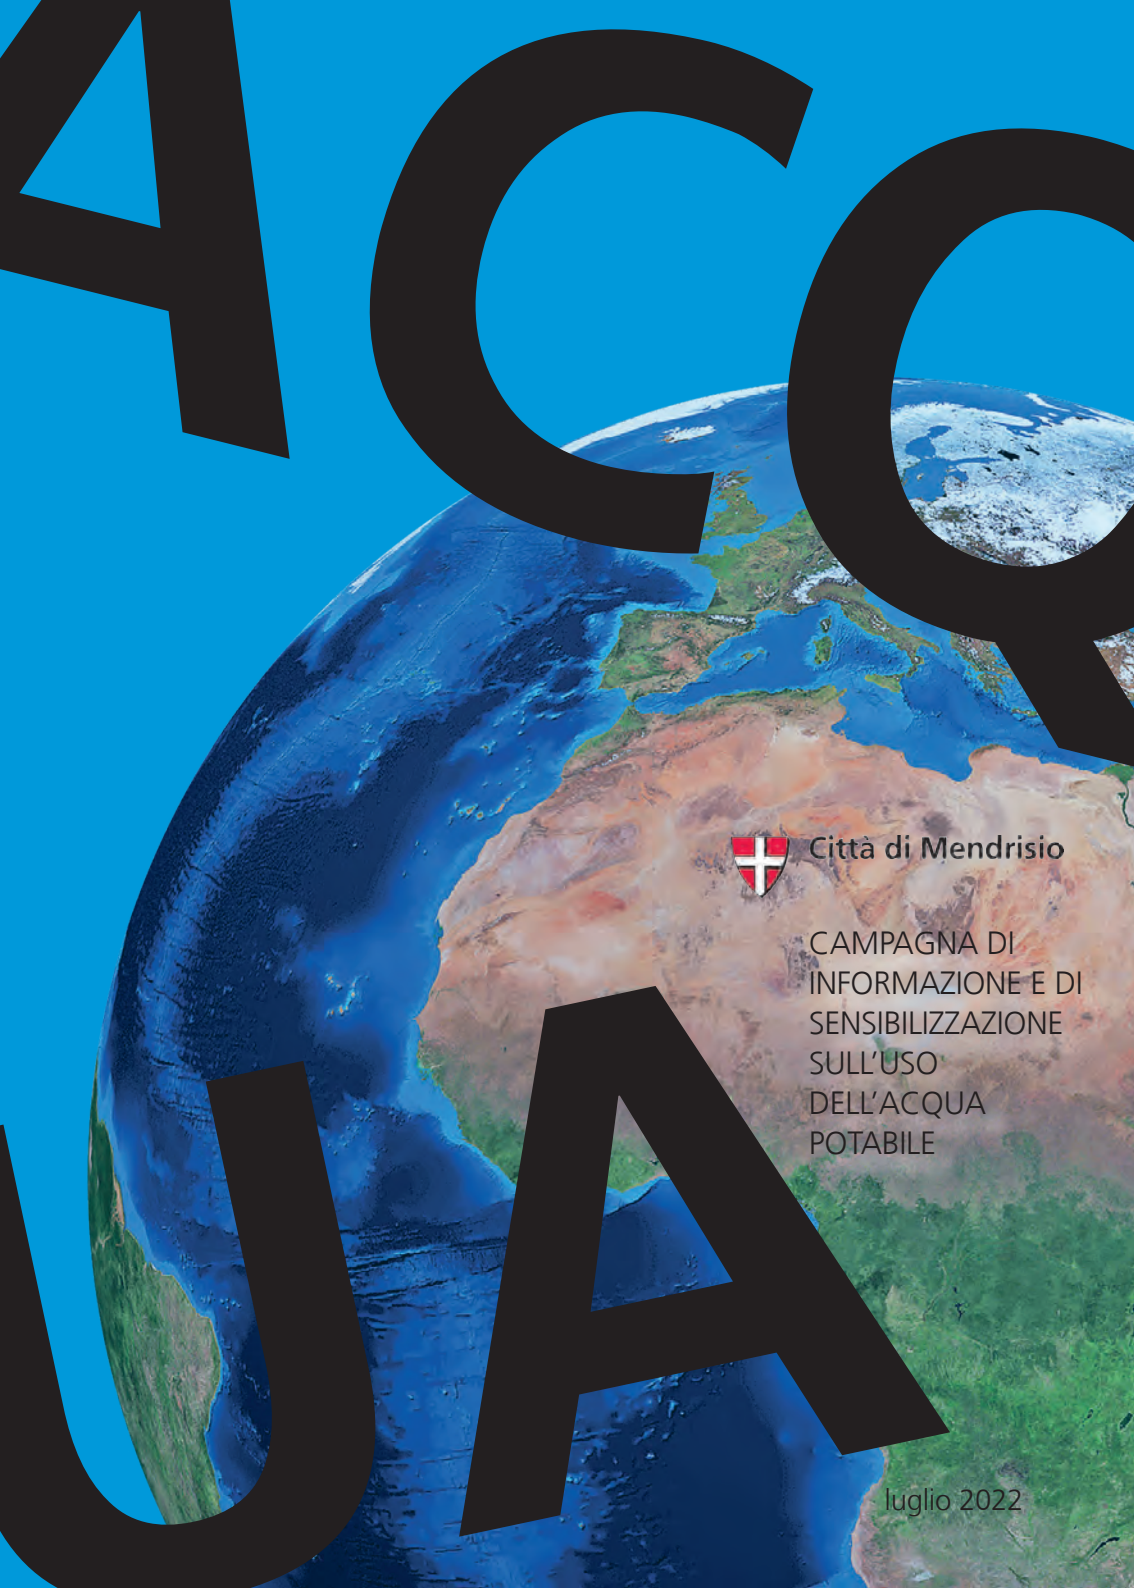 ACQ
UA
Città di Mendrisio
CAMPAGNA DI
INFORMAZIONE E DI
SENSIBILIZZAZIONE
SULL'USO
DELL'ACQUA
POTABILE
luglio 2022